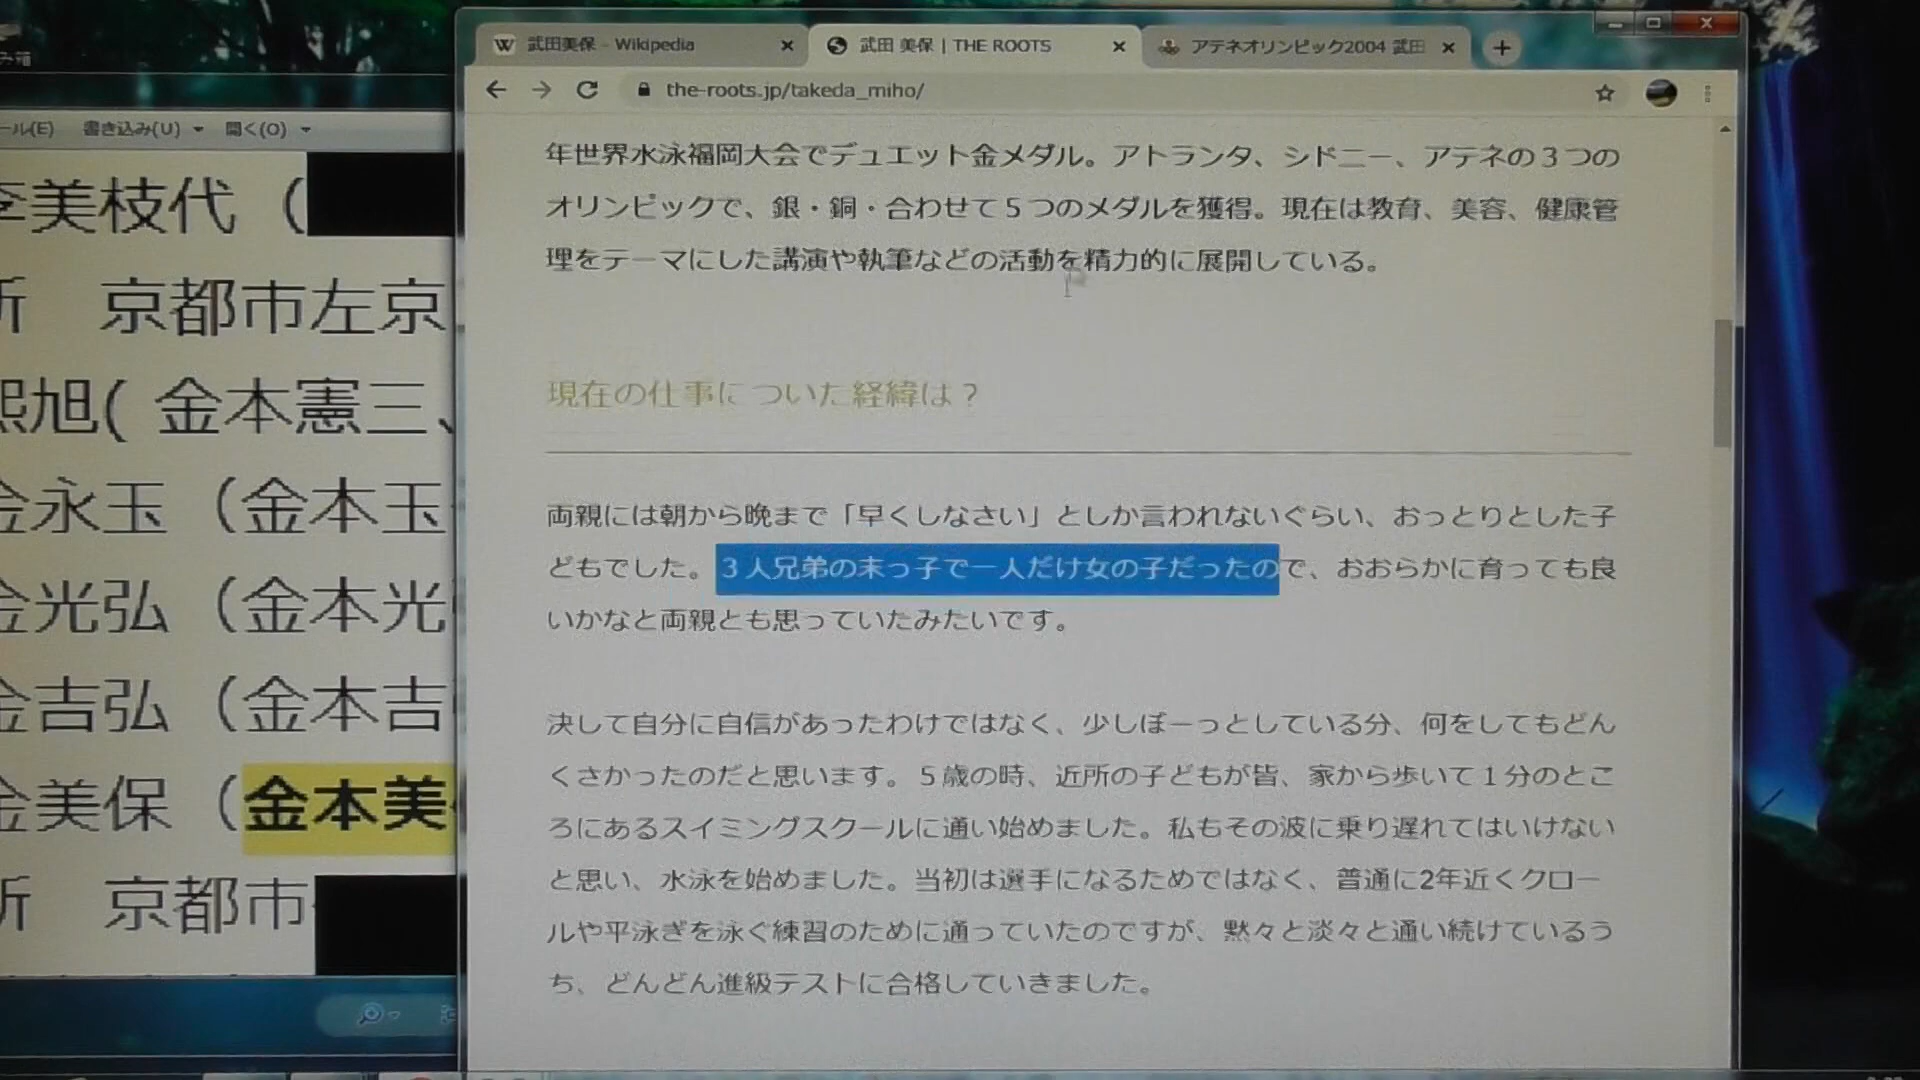 武田美保 - Wikipedia
武田 美保 | THE ROOTS
アテネオリンピック2004 武田
the-roots.jp/takeda_miho/
ール(E) 書き込み(U) 開く(O)
美枝代（
所 京都市左京
熙旭( 金本憲三、
金永玉（金本玉
金光弘（金本光
金吉弘（金本吉
金美保（金本美
所 京都市
年世界水泳福岡大会でデュエット金メダル。アトランタ、シドニー、アテネの３つの
オリンピックで、銀・銅・合わせて５つのメダルを獲得。現在は教育、美容、健康管
理をテーマにした講演や執筆などの活動を精力的に展開している。
現在の仕事についた経緯は？
両親には朝から晩まで「早くしなさい」としか言われないぐらい、おっとりとした子
どもでした。３人兄弟の末っ子で一人だけ女の子だったので、おおらかに育っても良
いかなと両親とも思っていたみたいです。
決して自分に自信があったわけではなく、少しぼーっとしている分、何をしてもどん
くさかったのだと思います。５歳の時、近所の子どもが皆、家から歩いて１分のとこ
ろにあるスイミングスクールに通い始めました。私もその波に乗り遅れてはいけない
と思い、水泳を始めました。当初は選手になるためではなく、普通に2年近くクロー
ルや平泳ぎを泳ぐ練習のために通っていたのですが、黙々と淡々と通い続けているう
ち、どんどん進級テストに合格していきました。